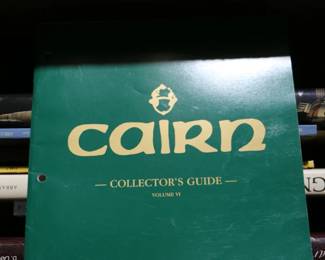 cairn
— COLLECTOR'S GUIDE —
VOLUME VI